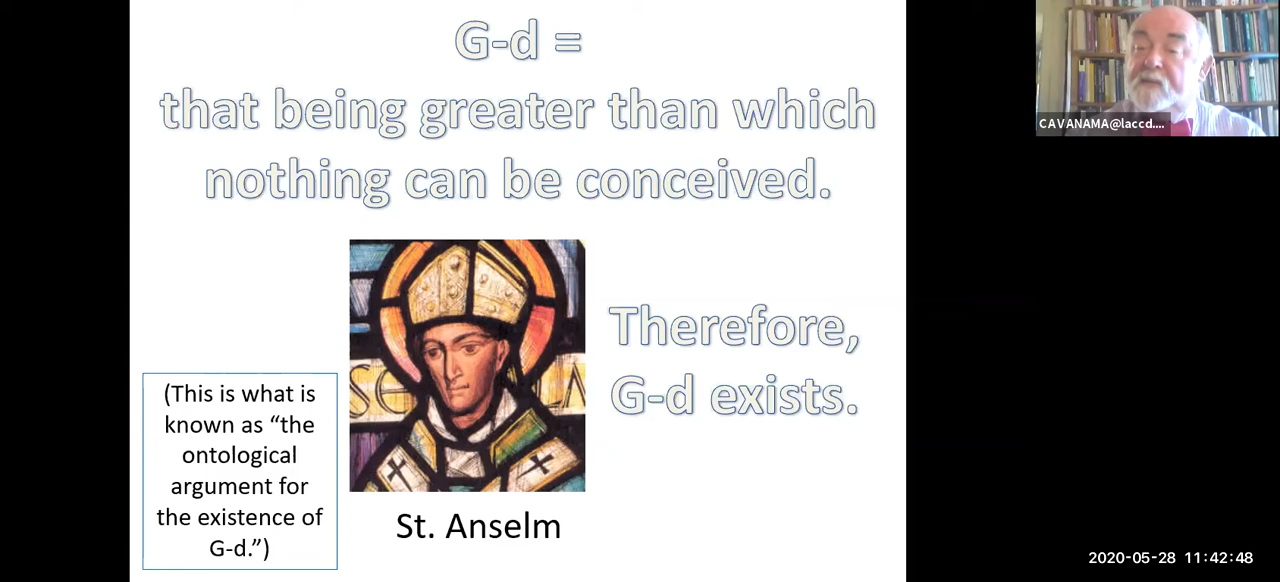 G-d =
that being greater than which
nothing can be conceived.
CAVANAMA@laccd....
Therefore,
G-d exists.
(This is what is
known as “the
ontological
argument for
the existence of
G-d.”)
St. Anselm
2020-05-28 11:42:48